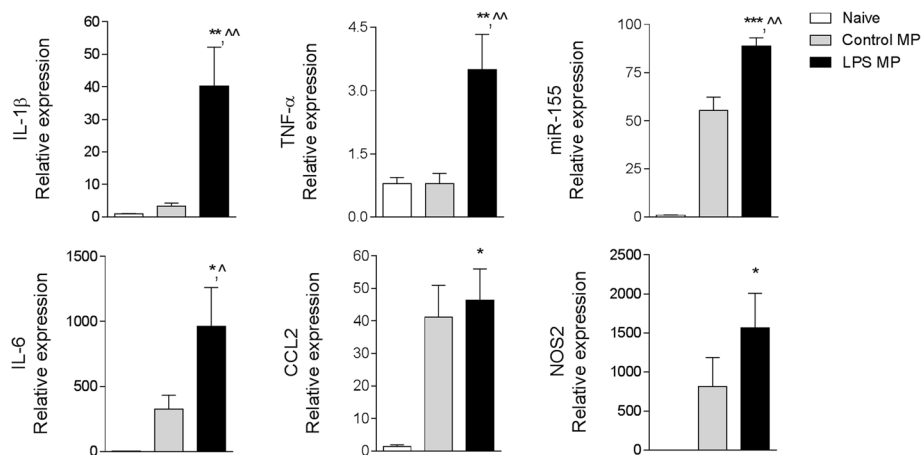 IL-1β
Relative expression
60
50
40
30
20
10
0
**,^^
TNF-α
Relative expression
4.5
3.0
1.5
0.0
**,^^
miR-155
Relative expression
100
75
50
25
0
***,^^
Naive
Control MP
LPS MP
IL-6
Relative expression
1500
1000
500
0
*,^
CCL2
Relative expression
60
50
40
30
20
10
0
*
NOS2
Relative expression
2500
2000
1500
1000
500
0
*